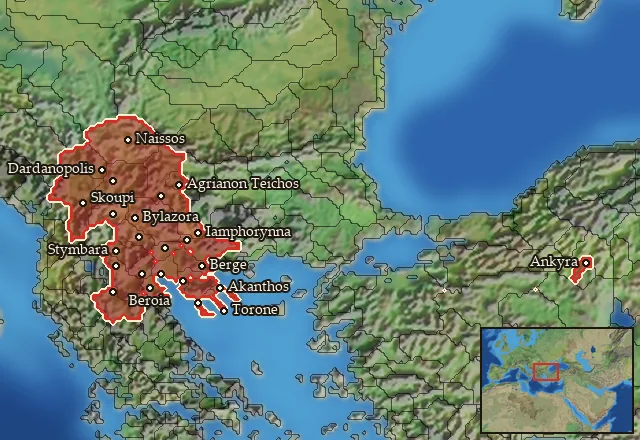 Naissos
Dardanopolis
Agrianon Teichos
Skoupi
Bylazora
Iamphorynna
Stymbara
Ankyra
Berge
Akanthos
Beroia
Torone